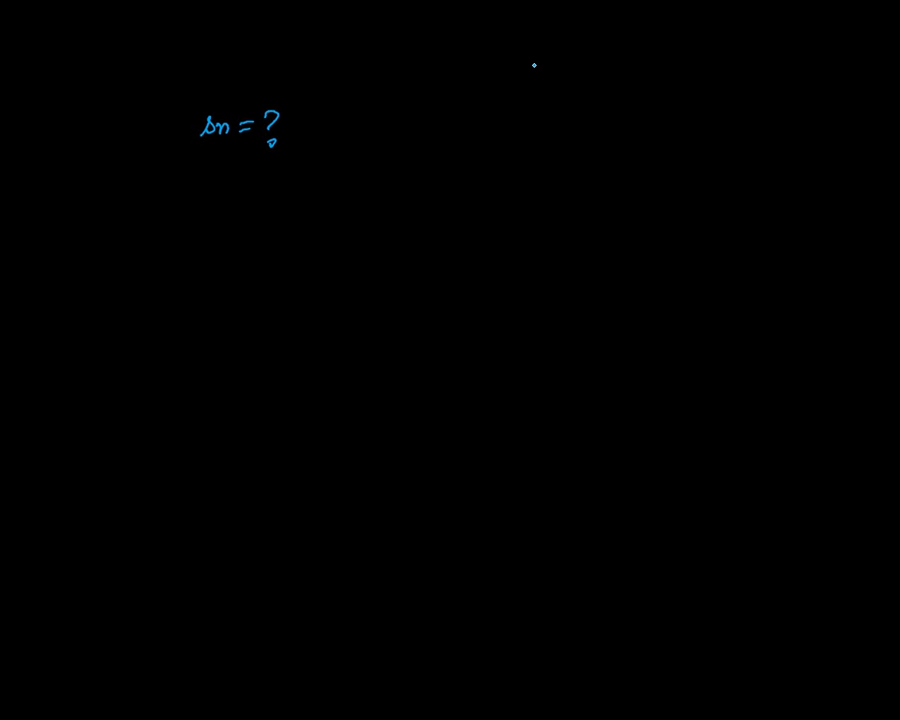 sn = ?